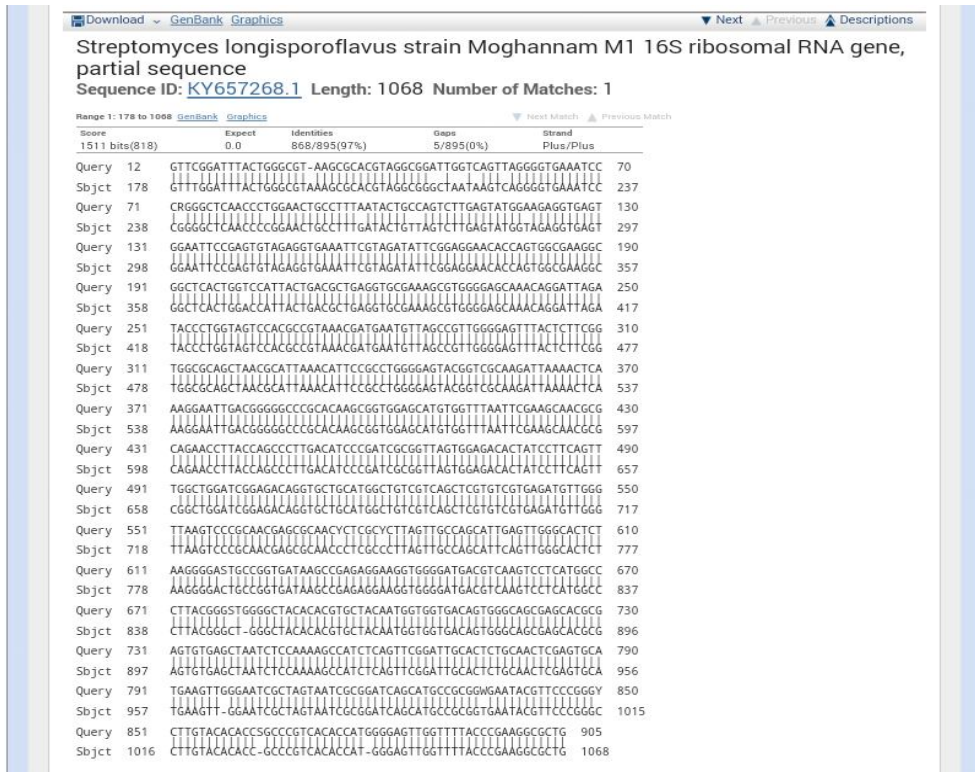 Download GenBank Graphics Next Previous Descriptions
Streptomyces longisporoflavus strain Moghannam M1 16S ribosomal RNA gene,
partial sequence
Sequence ID: KY657268.1 Length: 1068 Number of Matches: 1
Range 1: 178 to 1068 GenBank Graphics Next Match Previous Match
Score Expect Identities Gaps Strand
1511 bits(818) 0.0 868/895(97%) 5/895(0%) Plus/Plus
Query 12 GTTCGGATTTACTGGGCGT-AAGCGCACGTAGGCGGATTGGTCAGTTAGGGGTGAAATCC 70
Sbjct 178 GTTTGGATTTACTGGGCGTAAAGCGCACGTAGGCGGGCTAATAAGTCAGGGGTGAAATCC 237
Query 71 CRGGGCTCAACCCTGGAACTGCCTTTAATACTGCCAGTCTTGAGTATGGAAGAGGTGAGT 130
Sbjct 238 CGGGGCTCAACCCCGGAACTGCCTTTGATACTGTTAGTCTTGAGTATGGTAGAGGTGAGT 297
Query 131 GGAATTCCGAGTGTAGAGGTGAAATTCGTAGATATTCGGAGGAACACCAGTGGCGAAGGC 190
Sbjct 298 GGAATTCCGAGTGTAGAGGTGAAATTCGTAGATATTCGGAGGAACACCAGTGGCGAAGGC 357
Query 191 GGCTCACTGGTCCATTACTGACGCTGAGGTGCGAAAGCGTGGGGAGCAAACAGGATTAGA 250
Sbjct 358 GGCTCACTGGACCATTACTGACGCTGAGGTGCGAAAGCGTGGGGAGCAAACAGGATTAGA 417
Query 251 TACCCTGGTAGTCCACGCCGTAAACGATGAATGTTAGCCGTTGGGGAGTTTACTCTTCGG 310
Sbjct 418 TACCCTGGTAGTCCACGCCGTAAACGATGAATGTTAGCCGTTGGGGAGTTTACTCTTCGG 477
Query 311 TGGCGCAGCTAACGCATTAAACATTCCGCCTGGGGAGTACGGTCGCAAGATTAAAACTCA 370
Sbjct 478 TGGCGCAGCTAACGCATTAAACATTCCGCCTGGGGAGTACGGTCGCAAGATTAAAACTCA 537
Query 371 AAGGAATTGACGGGGGCCCGCACAAGCGGTGGAGCATGTGGTTTAATTCGAAGCAACGCG 430
Sbjct 538 AAGGAATTGACGGGGGCCCGCACAAGCGGTGGAGCATGTGGTTTAATTCGAAGCAACGCG 597
Query 431 CAGAACCTTACCAGCCCTTGACATCCCGATCGCGGTTAGTGGAGACACTATCCTTCAGTT 490
Sbjct 598 CAGAACCTTACCAGCCCTTGACATCCCGATCGCGGTTAGTGGAGACACTATCCTTCAGTT 657
Query 491 TGGCTGGATCGGAGACAGGTGCTGCATGGCTGTCGTCAGCTCGTGTCGTGAGATGTTGGG 550
Sbjct 658 CGGCTGGATCGGAGACAGGTGCTGCATGGCTGTCGTCAGCTCGTGTCGTGAGATGTTGGG 717
Query 551 TTAAGTCCCGCAACGAGCGCAACYCTCGCYCTTAGTTGCCAGCATTGAGTTGGGCACTCT 610
Sbjct 718 TTAAGTCCCGCAACGAGCGCAACCCTCGCCCTTAGTTGCCAGCATTCAGTTGGGCACTCT 777
Query 611 AAGGGGASTGCCGGTGATAAGCCGAGAGGAAGGTGGGGATGACGTCAAGTCCTCATGGCC 670
Sbjct 778 AAGGGGACTGCCGGTGATAAGCCGAGAGGAAGGTGGGGATGACGTCAAGTCCTCATGGCC 837
Query 671 CTTACGGGSTGGGGCTACACACGTGCTACAATGGTGGTGACAGTGGGCAGCGAGCACGCG 730
Sbjct 838 CTTACGGGCT-GGGCTACACACGTGCTACAATGGTGGTGACAGTGGGCAGCGAGCACGCG 896
Query 731 AGTGTGAGCTAATCTCCAAAAGCCATCTCAGTTCGGATTGCACTCTGCAACTCGAGTGCA 790
Sbjct 897 AGTGTGAGCTAATCTCCAAAAGCCATCTCAGTTCGGATTGCACTCTGCAACTCGAGTGCA 956
Query 791 TGAAGTTGGGAATCGCTAGTAATCGCGGATCAGCATGCCGCGGWGAATACGTTCCCGGGY 850
Sbjct 957 TGAAGTT-GGAATCGCTAGTAATCGCGGATCAGCATGCCGCGGTGAATACGTTCCCGGGC 1015
Query 851 CTTGTACACACCSGCCCGTCACACCATGGGGAGTTGGTTTTACCCGAAGGCGCTG 905
Sbjct 1016 CTTGTACACACC-GCCCGTCACACCAT-GGGAGTTGGTTTTACCCGAAGGCGCTG 1068